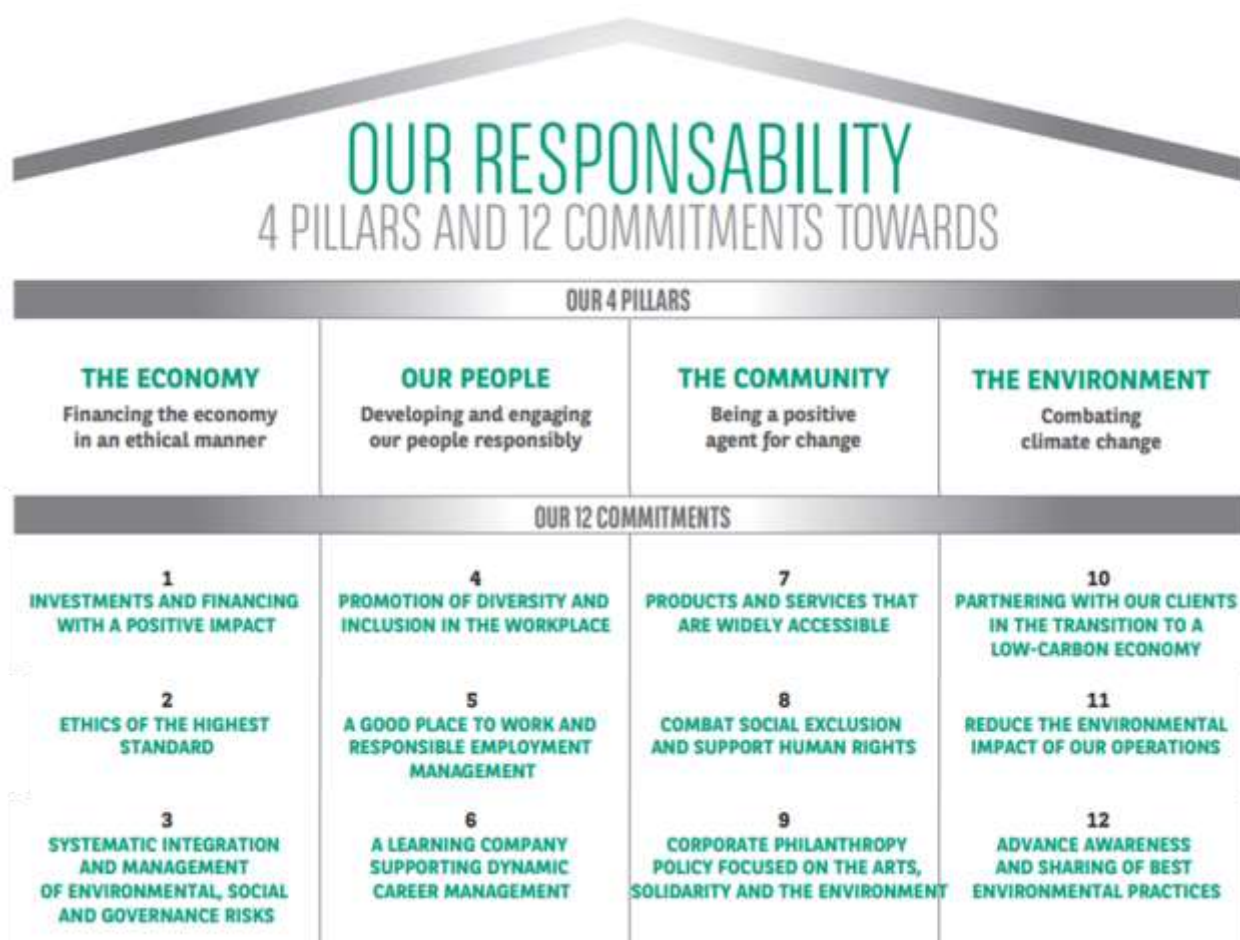 OUR RESPONSABILITY
4 PILLARS AND 12 COMMITMENTS TOWARDS
OUR 4 PILLARS
THE ECONOMY
Financing the economy
in an ethical manner
OUR PEOPLE
Developing and engaging
our people responsibly
THE COMMUNITY
Being a positive
agent for change
THE ENVIRONMENT
Combating
climate change
OUR 12 COMMITMENTS
1
INVESTMENTS AND FINANCING
WITH A POSITIVE IMPACT
2
ETHICS OF THE HIGHEST
STANDARD
3
SYSTEMATIC INTEGRATION
AND MANAGEMENT
OF ENVIRONMENTAL, SOCIAL
AND GOVERNANCE RISKS
4
PROMOTION OF DIVERSITY AND
INCLUSION IN THE WORKPLACE
5
A GOOD PLACE TO WORK AND
RESPONSIBLE EMPLOYMENT
MANAGEMENT
6
A LEARNING COMPANY
SUPPORTING DYNAMIC
CAREER MANAGEMENT
7
PRODUCTS AND SERVICES THAT
ARE WIDELY ACCESSIBLE
8
COMBAT SOCIAL EXCLUSION
AND SUPPORT HUMAN RIGHTS
9
CORPORATE PHILANTHROPY
POLICY FOCUSED ON THE ARTS,
SOLIDARITY AND THE ENVIRONMENT
10
PARTNERING WITH OUR CLIENTS
IN THE TRANSITION TO A
LOW-CARBON ECONOMY
11
REDUCE THE ENVIRONMENTAL
IMPACT OF OUR OPERATIONS
12
ADVANCE AWARENESS
AND SHARING OF BEST
ENVIRONMENTAL PRACTICES